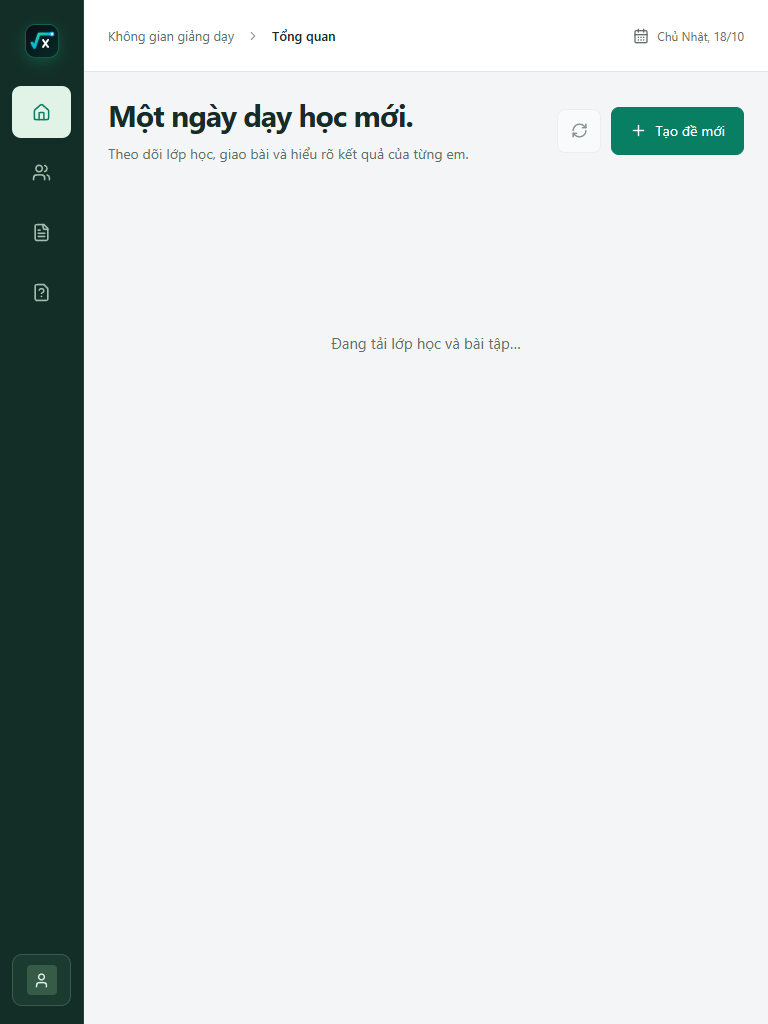 √x
Không gian giảng dạy
Tổng quan
Chủ Nhật, 18/10
Một ngày dạy học mới.
Theo dõi lớp học, giao bài và hiểu rõ kết quả của từng em.
Tạo đề mới
Đang tải lớp học và bài tập...